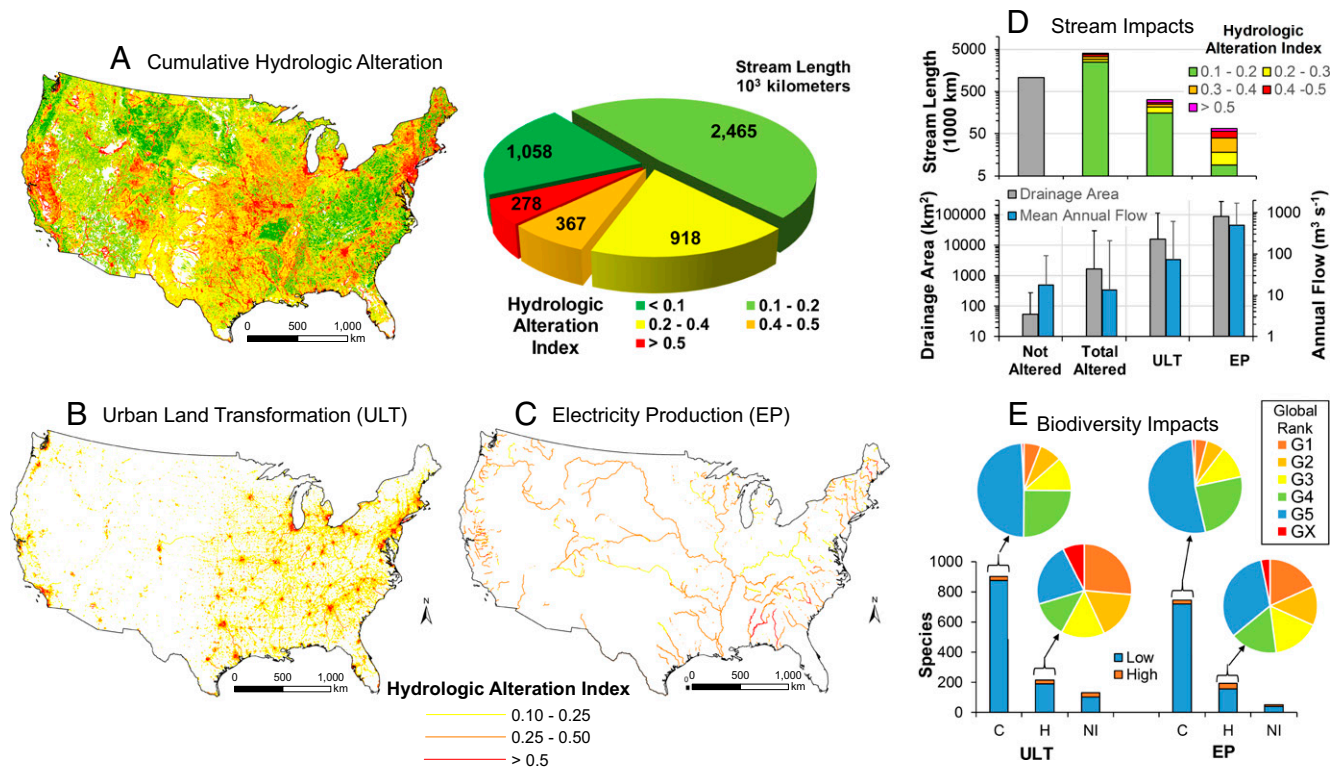 A Cumulative Hydrologic Alteration
0 500 1,000
km
Stream Length
10³ kilometers
2,465
1,058
278
367
918
Hydrologic
Alteration
Index
< 0.1
0.1 - 0.2
0.2 - 0.4
0.4 - 0.5
> 0.5
B Urban Land Transformation (ULT)
N
0 500 1,000
km
C Electricity Production (EP)
N
0
0 500 1,000
km
Hydrologic Alteration Index
0.10 - 0.25
0.25 - 0.50
> 0.5
D Stream Impacts
Hydrologic
Alteration Index
0.1 - 0.2
0.2 - 0.3
0.3 - 0.4
0.4 -0.5
> 0.5
Stream Length
(1000 km)
5000
500
50
5
Drainage Area
Mean Annual Flow
Drainage Area (km²)
100000
10000
1000
100
10
Annual Flow (m³ s⁻¹)
1000
100
10
1
Not
Altered
Total
Altered
ULT
EP
E Biodiversity Impacts
Global
Rank
G1
G2
G3
G4
G5
GX
Species
1000
800
600
400
200
0
Low
High
C H NI
C H NI
ULT
EP